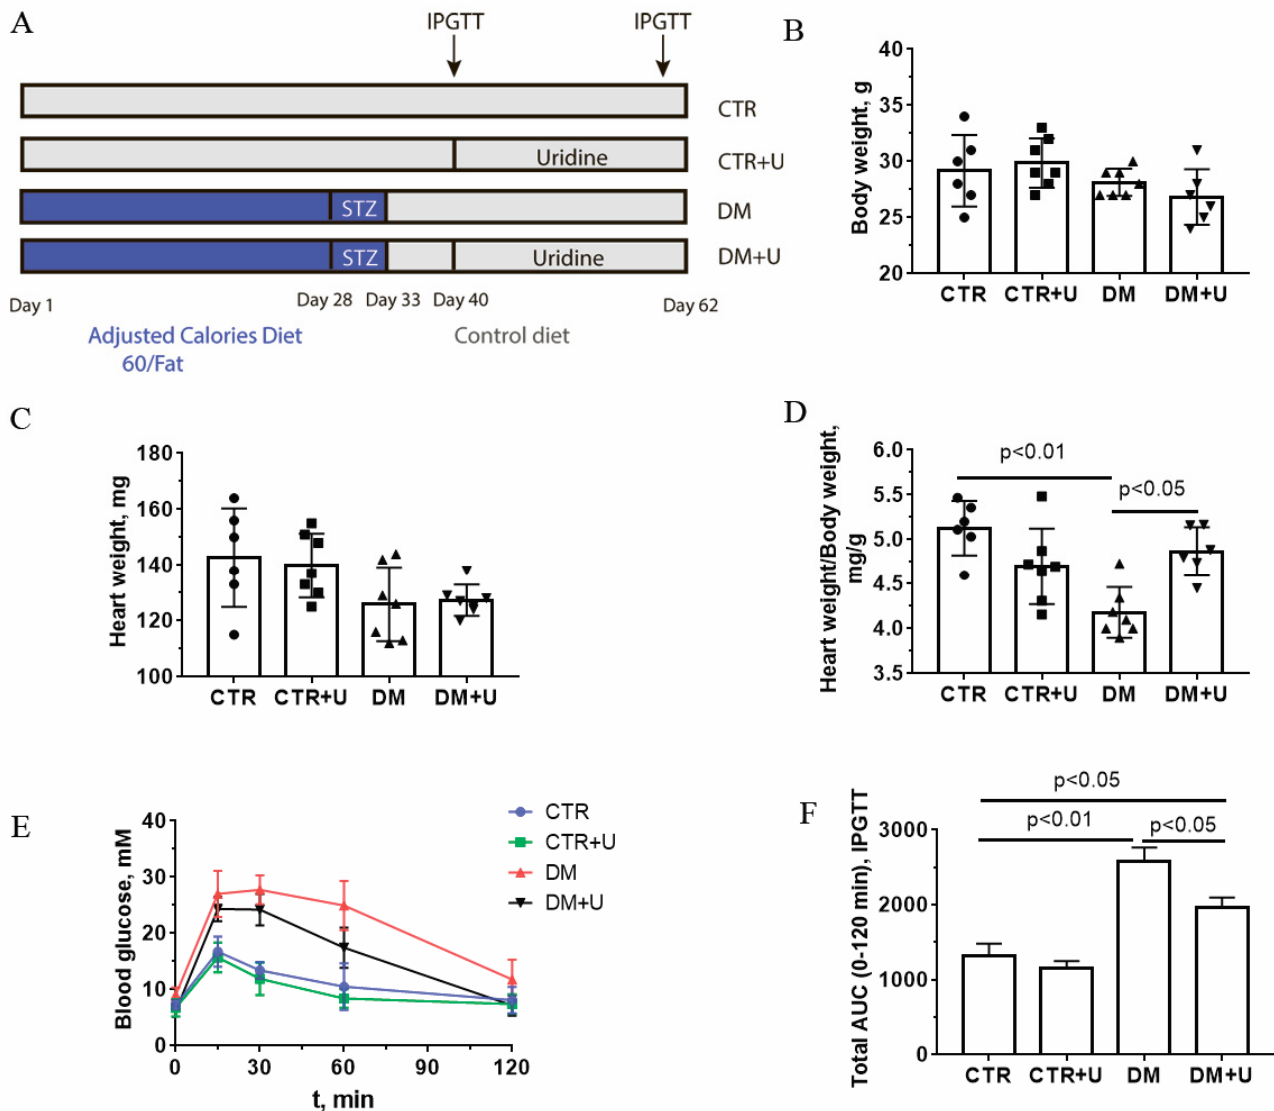 A
IPGTT IPGTT
CTR
Uridine CTR+U
STZ DM
STZ Uridine DM+U
Day 1 Day 28 Day 33 Day 40 Day 62
Adjusted Calories Diet Control diet
60/Fat
B
Body weight, g
40
35
30
25
20
CTR CTR+U DM DM+U
C
Heart weight, mg
180
160
140
120
100
CTR CTR+U DM DM+U
D
Heart weight/Body weight,
mg/g
6.0
5.5
5.0
4.5
4.0
3.5
p<0.01
p<0.05
CTR CTR+U DM DM+U
E
Blood glucose, mM
40
30
20
10
0
0 30 60 90 120
t, min
CTR
CTR+U
DM
DM+U
F
Total AUC (0-120 min), IPGTT
3000
2000
1000
0
p<0.05
p<0.01 p<0.05
CTR CTR+U DM DM+U